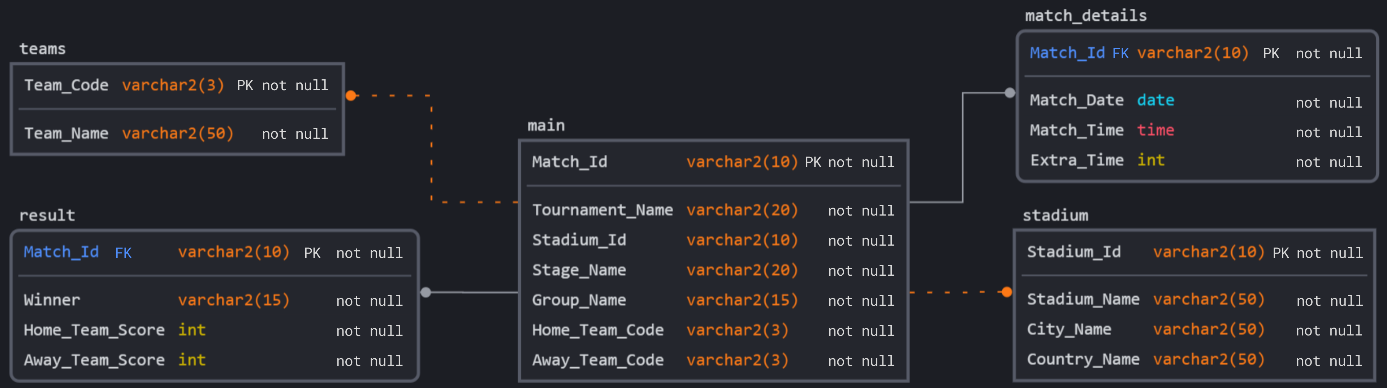 teams
Team_Code varchar2(3) PK not null
Team_Name varchar2(50) not null
result
Match_Id FK varchar2(10) PK not null
Winner varchar2(15) not null
Home_Team_Score int not null
Away_Team_Score int not null
main
Match_Id varchar2(10) PK not null
Tournament_Name varchar2(20) not null
Stadium_Id varchar2(10) not null
Stage_Name varchar2(20) not null
Group_Name varchar2(15) not null
Home_Team_Code varchar2(3) not null
Away_Team_Code varchar2(3) not null
match_details
Match_Id FK varchar2(10) PK not null
Match_Date date not null
Match_Time time not null
Extra_Time int not null
stadium
Stadium_Id varchar2(10) PK not null
Stadium_Name varchar2(50) not null
City_Name varchar2(50) not null
Country_Name varchar2(50) not null